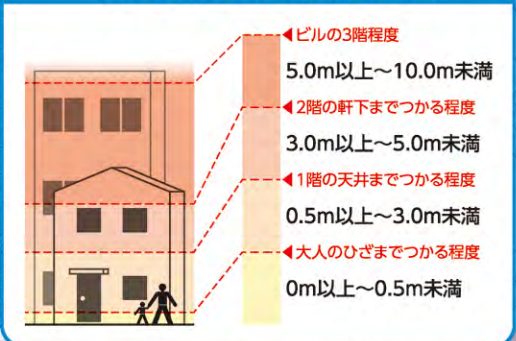 ◀ビルの3階程度
5.0m以上～10.0m未満
◀2階の軒下までつかる程度
3.0m以上～5.0m未満
◀1階の天井までつかる程度
0.5m以上～3.0m未満
◀大人のひざまでつかる程度
0m以上～0.5m未満